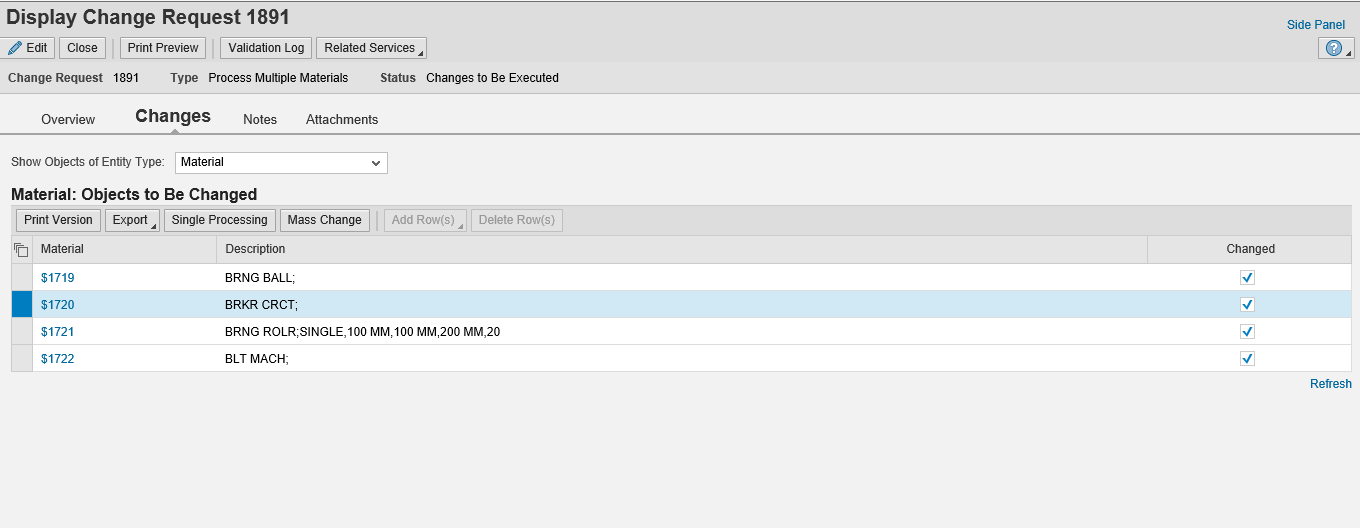 Display Change Request 1891
Side Panel
Edit Close Print Preview Validation Log Related Services
Change Request 1891 Type Process Multiple Materials Status Changes to Be Executed
Overview Changes Notes Attachments
Show Objects of Entity Type: Material
Material: Objects to Be Changed
Print Version Export Single Processing Mass Change Add Row(s) Delete Row(s)
Material Description Changed
$1719 BRNG BALL;
$1720 BRKR CRCT;
$1721 BRNG ROLR;SINGLE,100 MM,100 MM,200 MM,20
$1722 BLT MACH;
Refresh